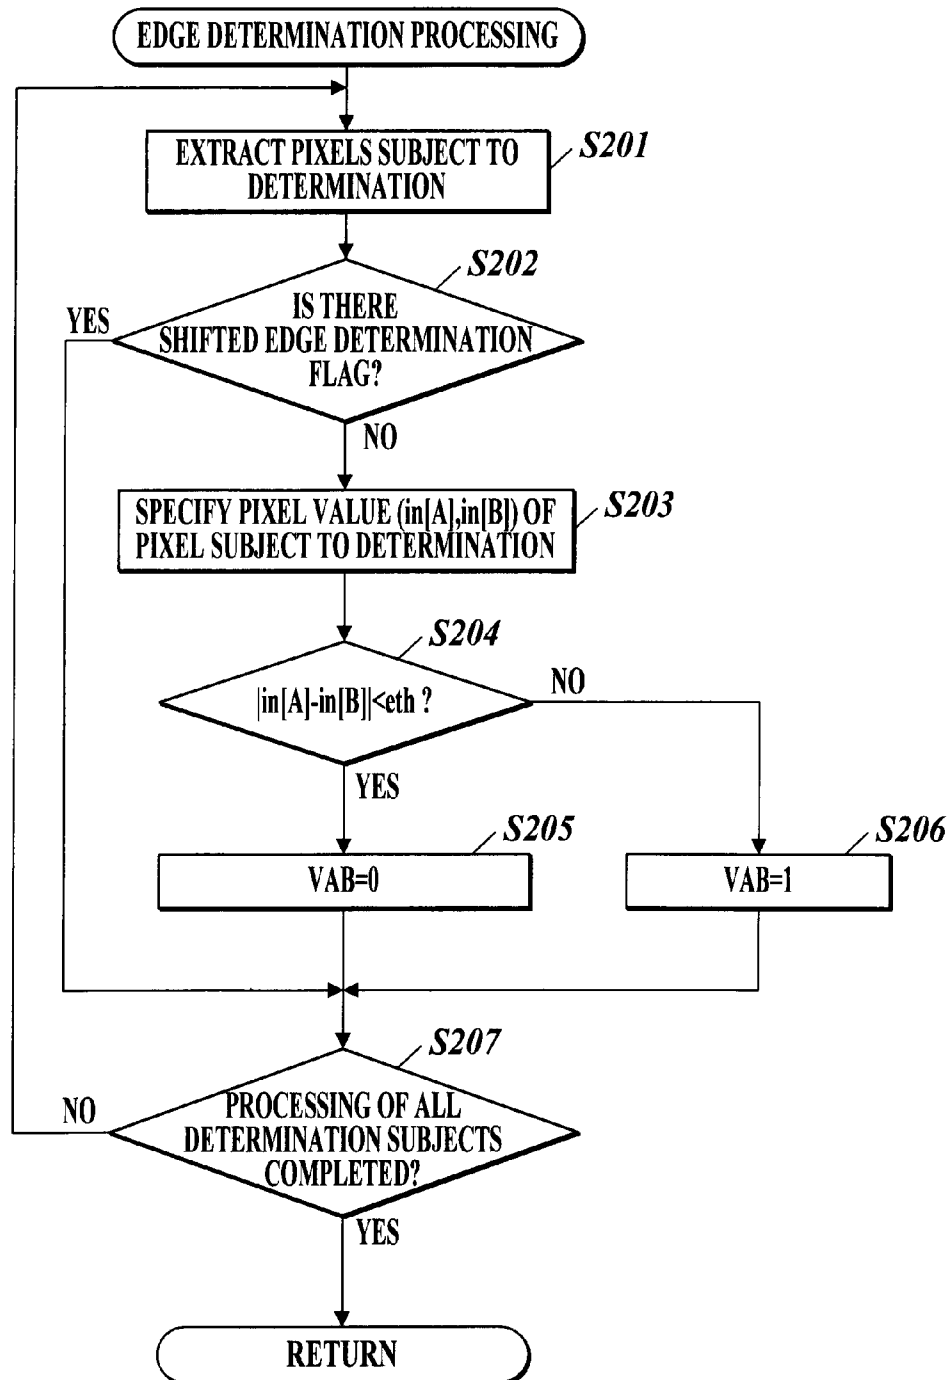 EDGE DETERMINATION PROCESSING
EXTRACT PIXELS SUBJECT TO
DETERMINATION
S201
S202
IS THERE
SHIFTED EDGE DETERMINATION
FLAG?
YES
NO
SPECIFY PIXEL VALUE (in[A],in[B]) OF
PIXEL SUBJECT TO DETERMINATION
S203
S204
|in[A]-in[B]|<eth ?
NO
YES
S205
VAB=0
S206
VAB=1
S207
PROCESSING OF ALL
DETERMINATION SUBJECTS
COMPLETED?
NO
YES
RETURN